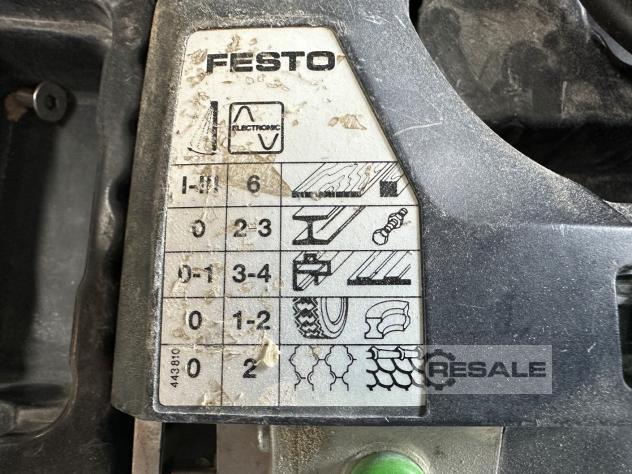 FESTO
ELECTRONIC
I-III 6
0 2-3
0-1 3-4
0 1-2
0 2
443810
RESALE